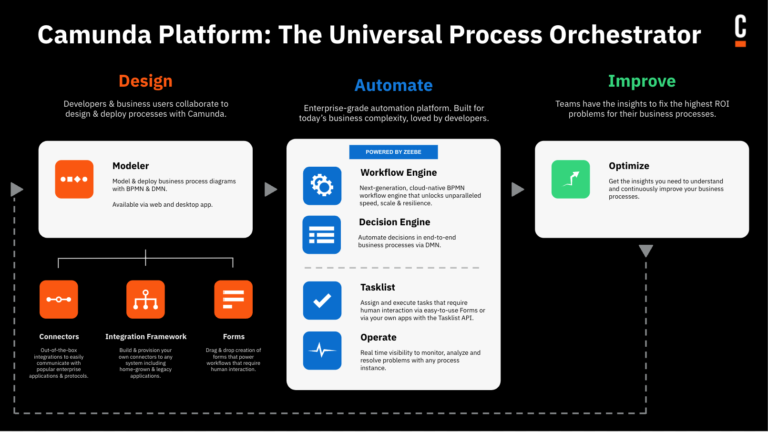 Camunda Platform: The Universal Process Orchestrator
C
Design
Developers & business users collaborate to
design & deploy processes with Camunda.
Modeler
Model & deploy business process diagrams
with BPMN & DMN.
Available via web and desktop app.
Connectors
Out-of-the-box
integrations to easily
communicate with
popular enterprise
applications & protocols.
Integration Framework
Build & provision your
own connectors to any
system including
home-grown & legacy
applications.
Forms
Drag & drop creation of
forms that power
workflows that require
human interaction.
Automate
Enterprise-grade automation platform. Built for
today's business complexity, loved by developers.
POWERED BY ZEEBE
Workflow Engine
Next-generation, cloud-native BPMN
workflow engine that unlocks unparalleled
speed, scale & resilience.
Decision Engine
Automate decisions in end-to-end
business processes via DMN.
Tasklist
Assign and execute tasks that require
human interaction via easy-to-use Forms or
via your own apps with the Tasklist API.
Operate
Real time visibility to monitor, analyze and
resolve problems with any process
instance.
Improve
Teams have the insights to fix the highest ROI
problems for their business processes.
Optimize
Get the insights you need to understand
and continuously improve your business
processes.